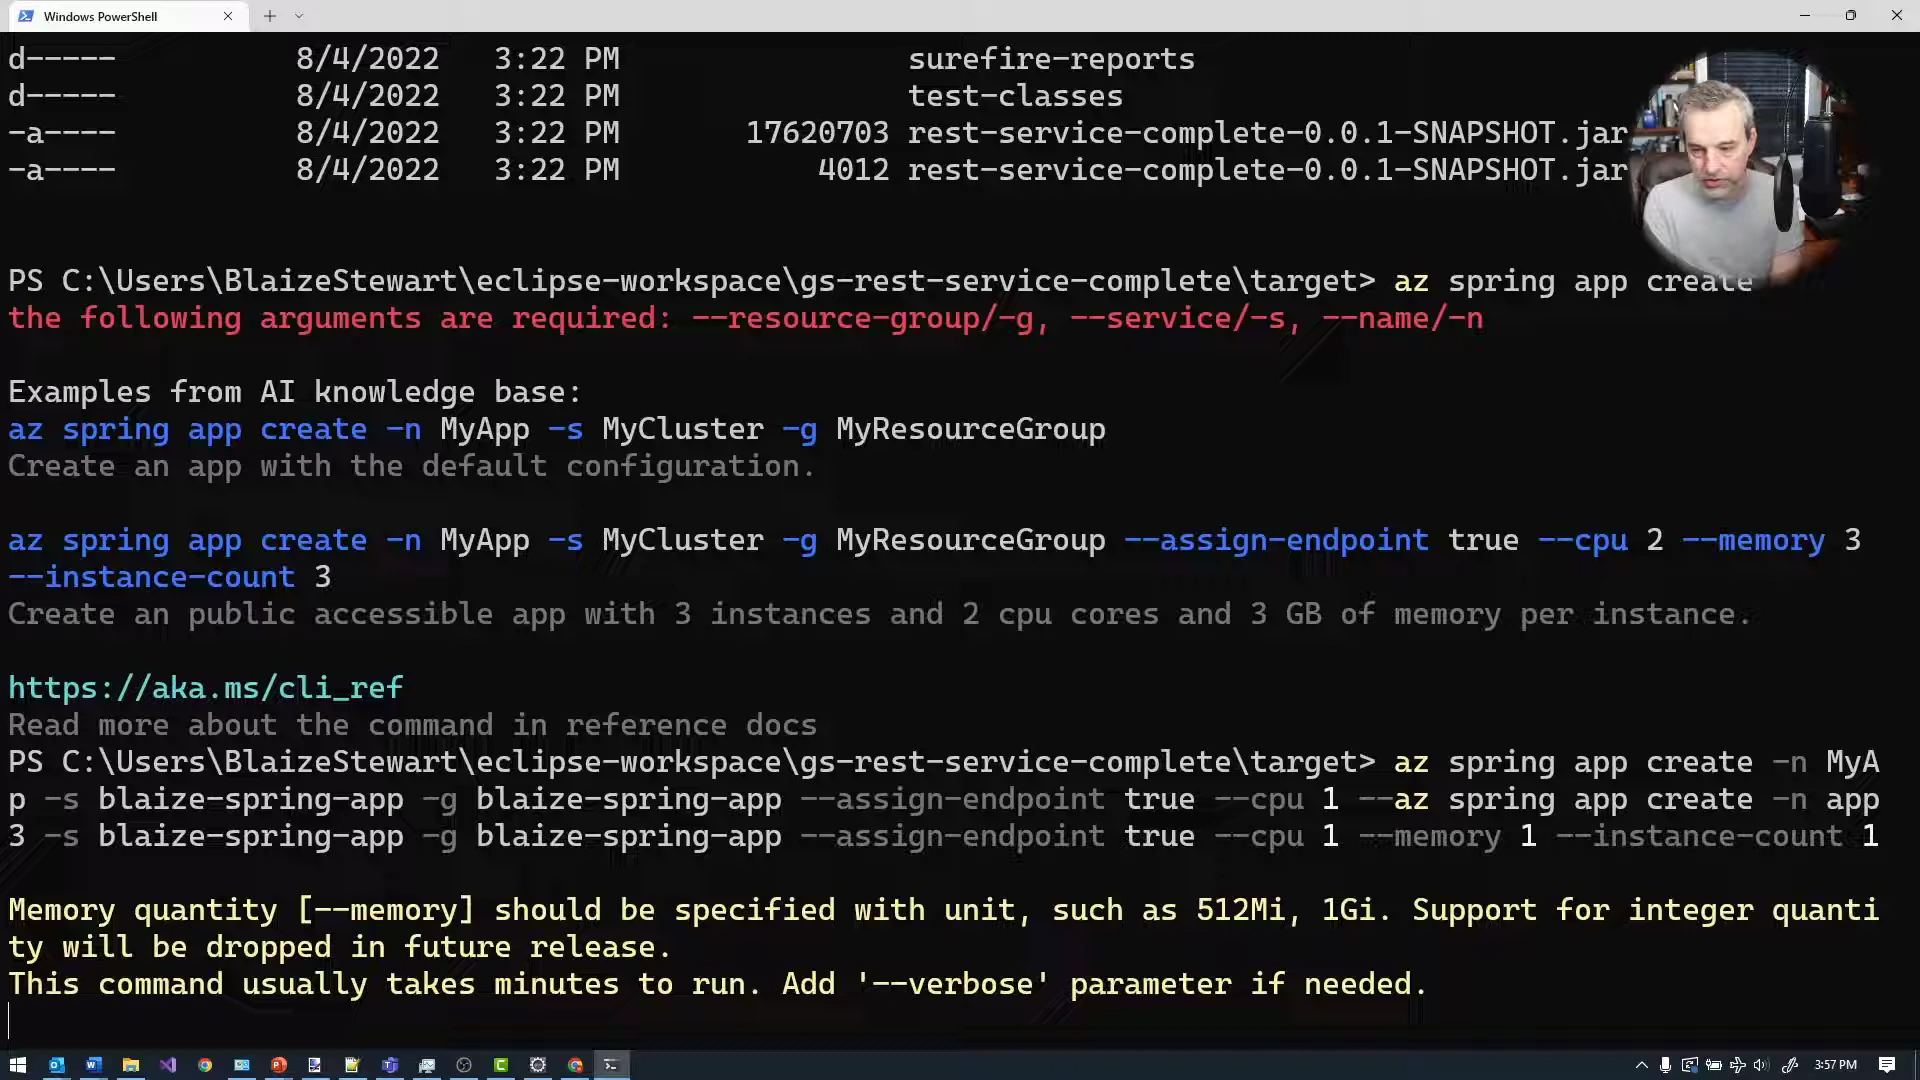 Windows PowerShell
d----- 8/4/2022 3:22 PM surefire-reports
d----- 8/4/2022 3:22 PM test-classes
-a---- 8/4/2022 3:22 PM 17620703 rest-service-complete-0.0.1-SNAPSHOT.jar
-a---- 8/4/2022 3:22 PM 4012 rest-service-complete-0.0.1-SNAPSHOT.jar
PS C:\Users\BlaizeStewart\eclipse-workspace\gs-rest-service-complete\target> az spring app create
the following arguments are required: --resource-group/-g, --service/-s, --name/-n
Examples from AI knowledge base:
az spring app create -n MyApp -s MyCluster -g MyResourceGroup
Create an app with the default configuration.
az spring app create -n MyApp -s MyCluster -g MyResourceGroup --assign-endpoint true --cpu 2 --memory 3
--instance-count 3
Create an public accessible app with 3 instances and 2 cpu cores and 3 GB of memory per instance.
https://aka.ms/cli_ref
Read more about the command in reference docs
PS C:\Users\BlaizeStewart\eclipse-workspace\gs-rest-service-complete\target> az spring app create -n MyA
p -s blaize-spring-app -g blaize-spring-app --assign-endpoint true --cpu 1 --az spring app create -n app
3 -s blaize-spring-app -g blaize-spring-app --assign-endpoint true --cpu 1 --memory 1 --instance-count 1
Memory quantity [--memory] should be specified with unit, such as 512Mi, 1Gi. Support for integer quanti
ty will be dropped in future release.
This command usually takes minutes to run. Add '--verbose' parameter if needed.
3:57 PM